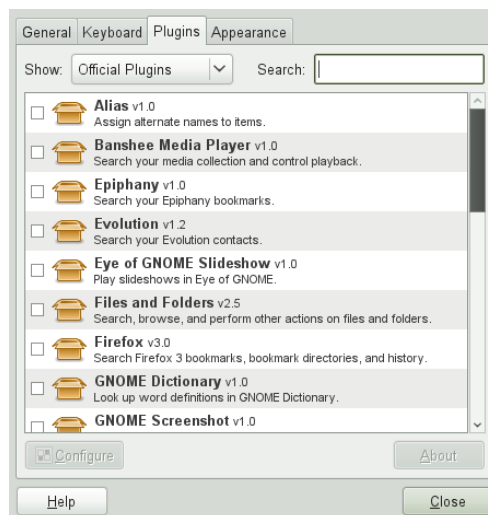 General Keyboard Plugins Appearance
Show: Official Plugins Search:
Alias v1.0
Assign alternate names to items.
Banshee Media Player v1.0
Search your media collection and control playback.
Epiphany v1.0
Search your Epiphany bookmarks.
Evolution v1.2
Search your Evolution contacts.
Eye of GNOME Slideshow v1.0
Play slideshows in Eye of GNOME.
Files and Folders v2.5
Search, browse, and perform other actions on files and folders.
Firefox v3.0
Search Firefox 3 bookmarks, bookmark directories, and history.
GNOME Dictionary v1.0
Look up word definitions in GNOME Dictionary.
GNOME Screenshot v1.0
Configure About
Help Close